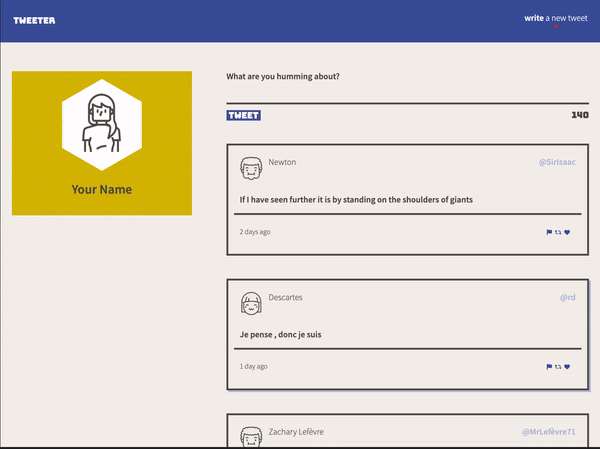 TWEETER
write a new tweet
Your Name
What are you humming about?
TWEET
140
Newton
@SirIsaac
If I have seen further it is by standing on the shoulders of giants
2 days ago
Descartes
@rd
Je pense , donc je suis
1 day ago
Zachary Lefèvre
@MrLefèvre71